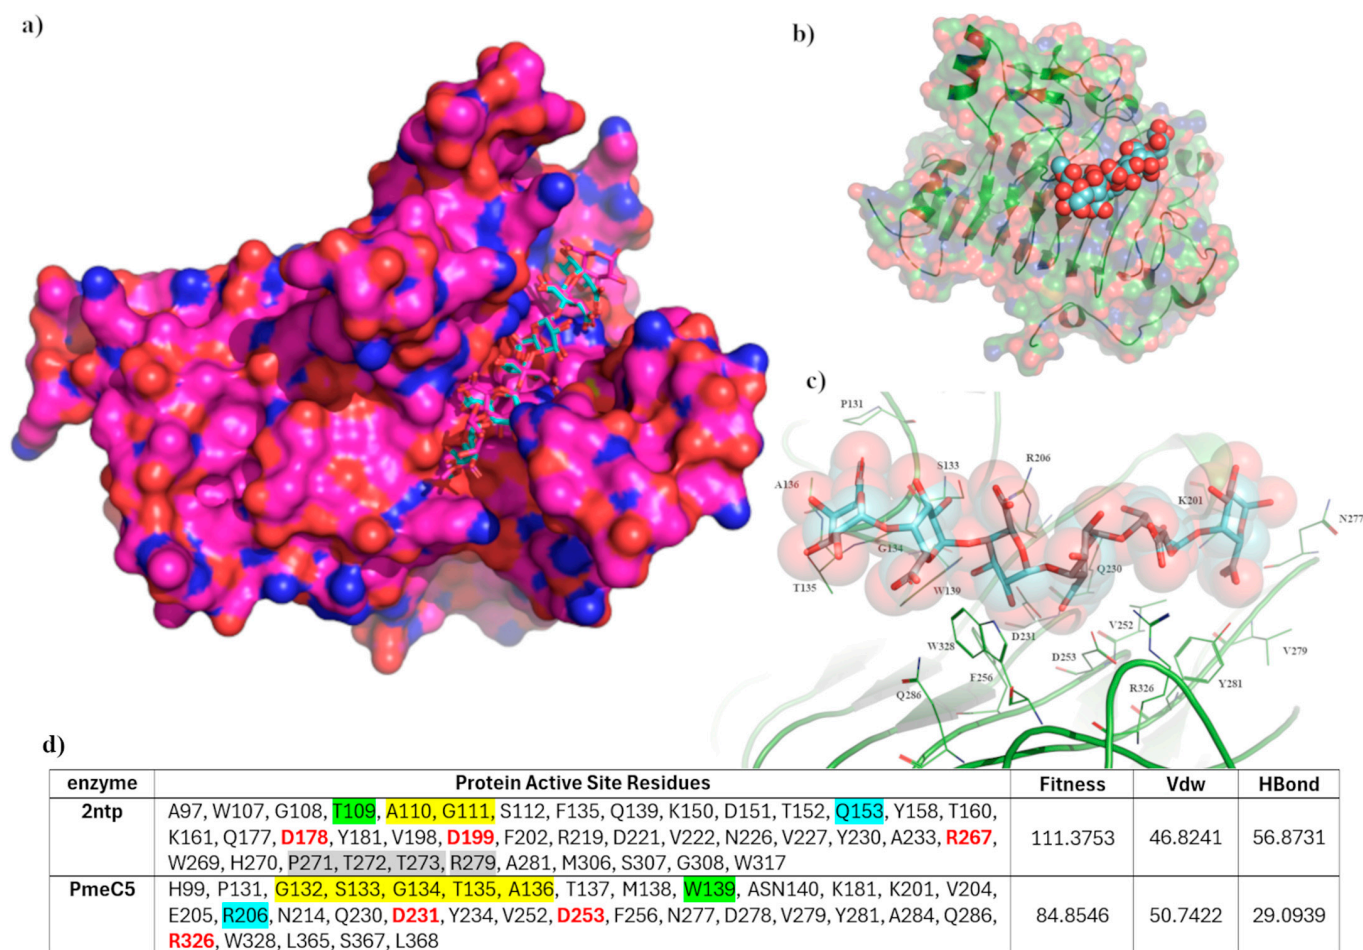 a)
b)
c)
P131
S133
R206
A136
K201
N277
G134
T135
W139
Q230
D231
V252
W328
D253
V279
F256
Y281
Q286
R326
d)
enzyme Protein Active Site Residues Fitness Vdw HBond
2ntp A97, W107, G108, T109, A110, G111, S112, F135, Q139, K150, D151, T152, Q153, Y158, T160,
K161, Q177, D178, Y181, V198, D199, F202, R219, D221, V222, N226, V227, Y230, A233, R267, 111.3753 46.8241 56.8731
W269, H270, P271, T272, T273, R279, A281, M306, S307, G308, W317
PmeC5 H99, P131, G132, S133, G134, T135, A136, T137, M138, W139, ASN140, K181, K201, V204,
E205, R206, N214, Q230, D231, Y234, V252, D253, F256, N277, D278, V279, Y281, A284, Q286, 84.8546 50.7422 29.0939
R326, W328, L365, S367, L368